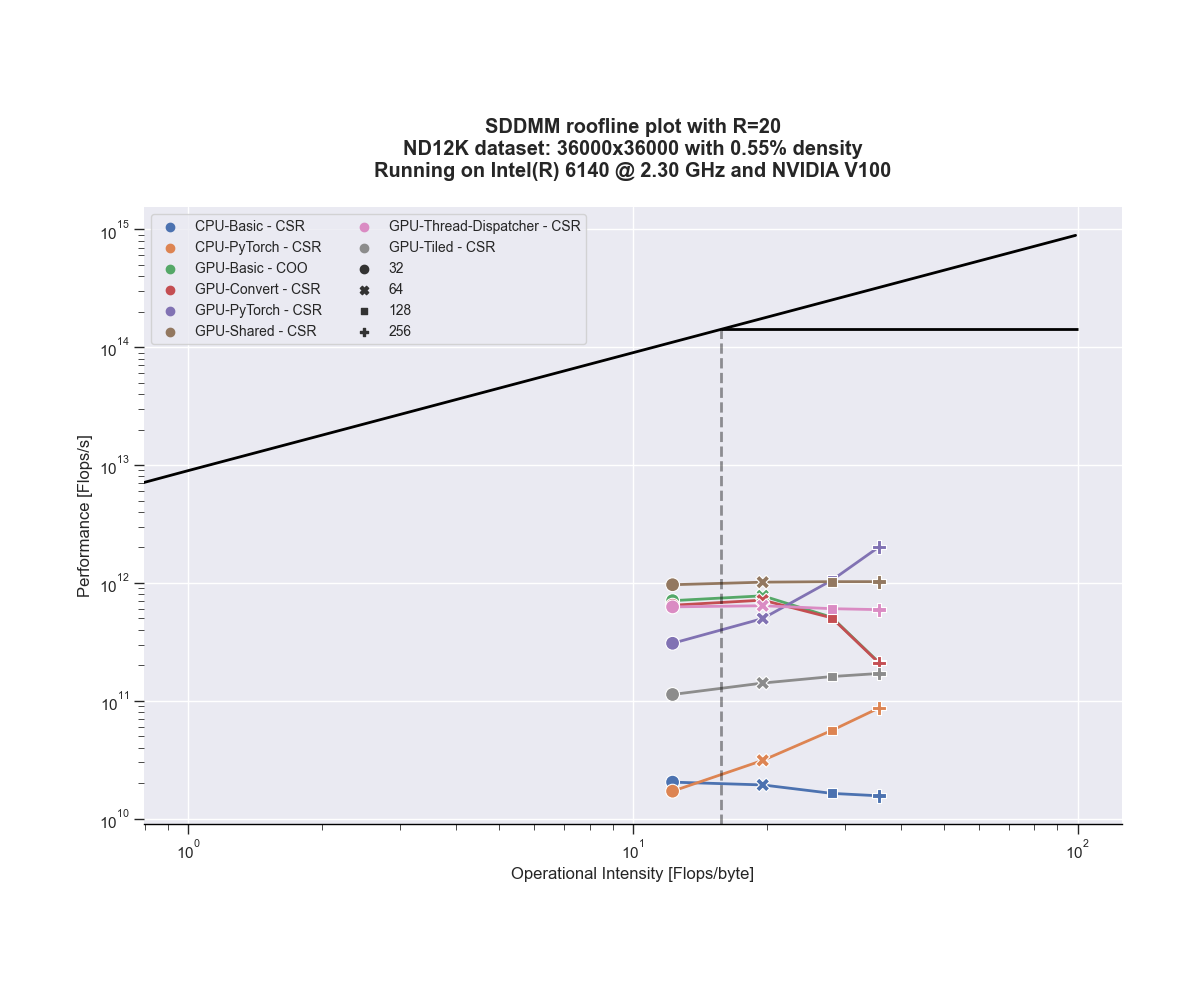 SDDMM roofline plot with R=20
ND12K dataset: 36000x36000 with 0.55% density
Running on Intel(R) 6140 @ 2.30 GHz and NVIDIA V100
CPU-Basic - CSR
CPU-PyTorch - CSR
GPU-Basic - COO
GPU-Convert - CSR
GPU-PyTorch - CSR
GPU-Shared - CSR
GPU-Thread-Dispatcher - CSR
GPU-Tiled - CSR
32
64
128
256
Performance [Flops/s]
10^15
10^14
10^13
10^12
10^11
10^10
10^0
10^1
10^2
Operational Intensity [Flops/byte]